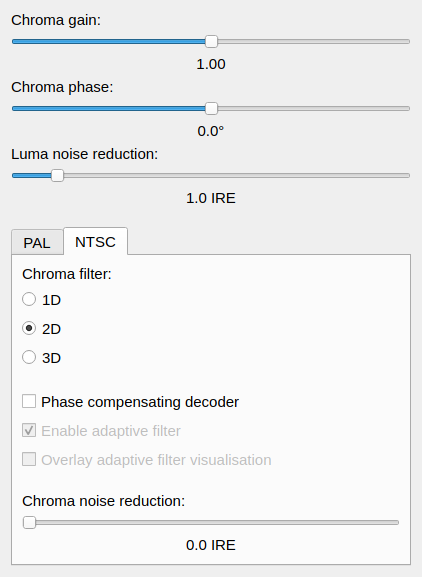 Chroma gain:
1.00
Chroma phase:
0.0°
Luma noise reduction:
1.0 IRE
PAL NTSC
Chroma filter:
1D
2D
3D
Phase compensating decoder
Enable adaptive filter
Overlay adaptive filter visualisation
Chroma noise reduction:
0.0 IRE